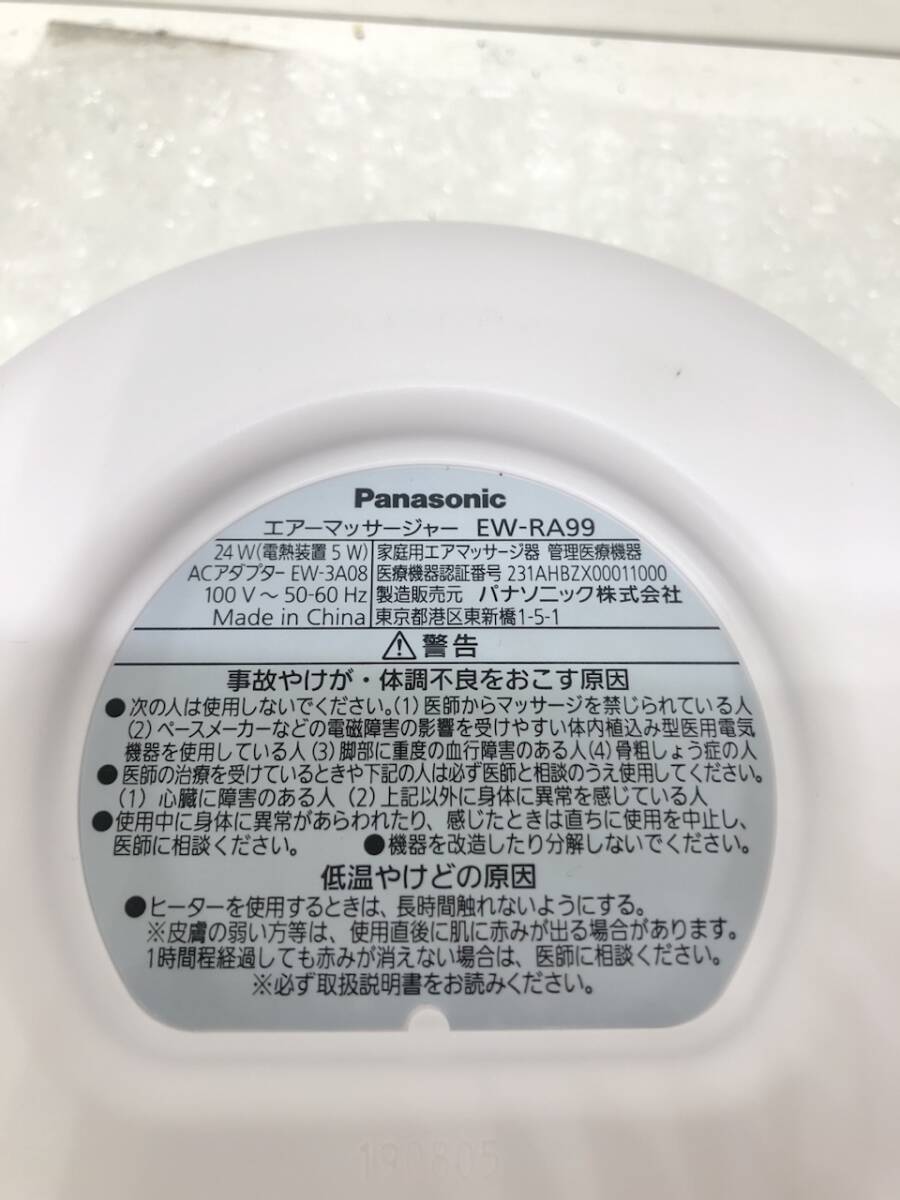 Panasonic
エアーマッサージャー EW-RA99
24 W(電熱装置 5 W) 家庭用エアマッサージ器 管理医療機器
ACアダプター EW-3A08 医療機器認証番号 231AHBZX00011000
100 V～ 50-60 Hz 製造販売元 パナソニック株式会社
Made in China 東京都港区東新橋1-5-1
⚠警告
事故やけが・体調不良をおこす原因
●次の人は使用しないでください。(1) 医師からマッサージを禁じられている人
(2) ペースメーカーなどの電磁障害の影響を受けやすい体内植込み型医用電気
機器を使用している人 (3) 脚部に重度の血行障害のある人 (4) 骨粗しょう症の人
●医師の治療を受けているときや下記の人は必ず医師と相談のうえ使用してください。
(1) 心臓に障害のある人 (2) 上記以外に身体に異常を感じている人
●使用中に身体に異常があらわれたり、感じたときは直ちに使用を中止し、
医師に相談ください。 ●機器を改造したり分解しないでください。
低温やけどの原因
●ヒーターを使用するときは、長時間触れないようにする。
※皮膚の弱い方等は、使用直後に肌に赤みが出る場合があります。
1時間程経過しても赤みが消えない場合は、医師に相談ください。
※必ず取扱説明書をお読みください。
190805